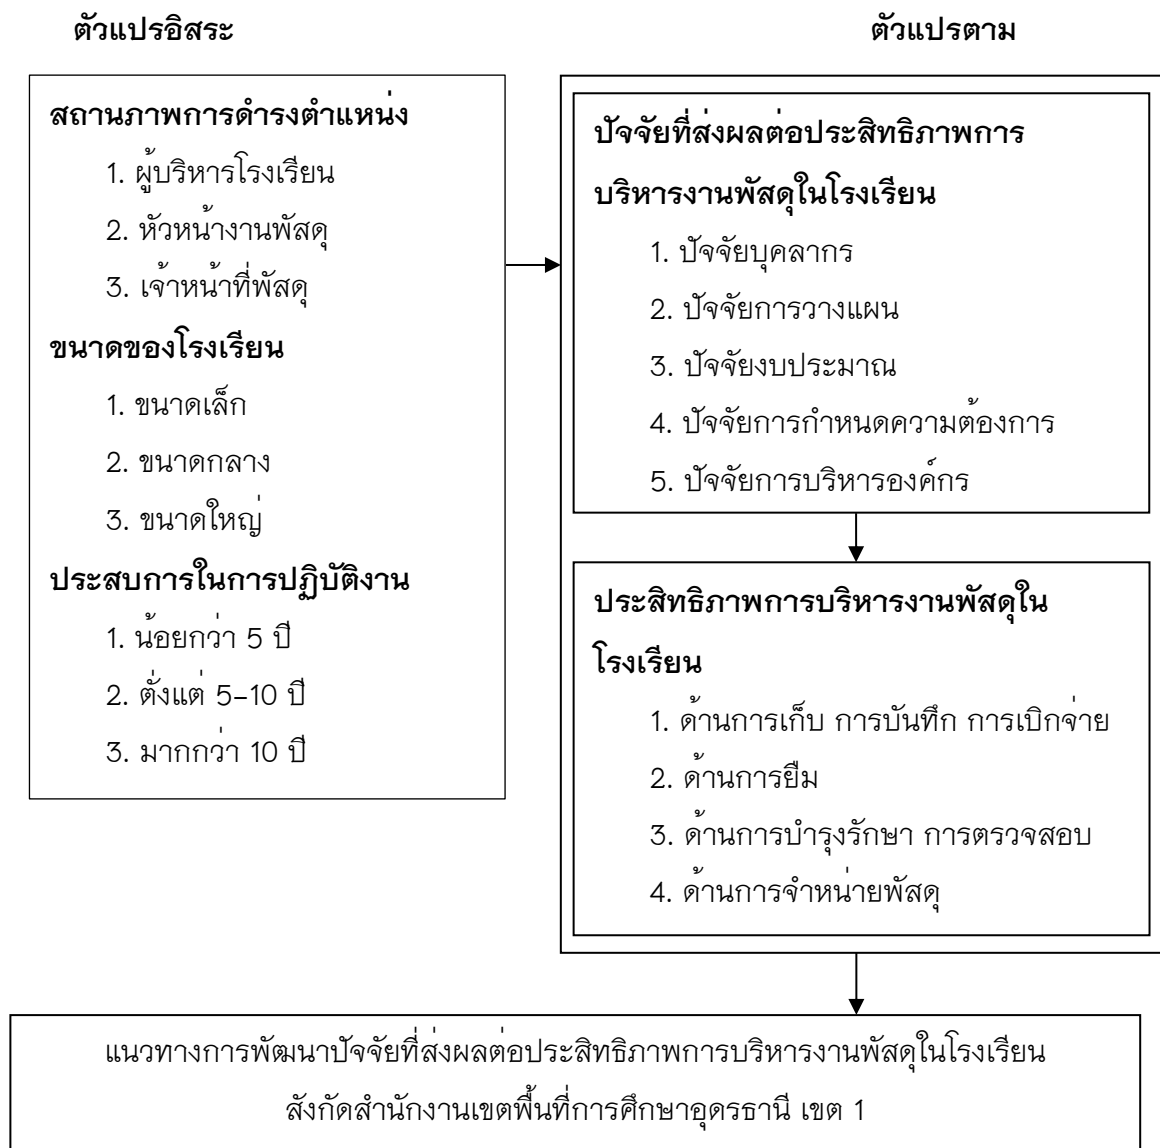 ตัวแปรอิสระ
ตัวแปรตาม
สถานภาพการดำรงตำแหน่ง
1. ผู้บริหารโรงเรียน
2. หัวหน้างานพัสดุ
3. เจ้าหน้าที่พัสดุ
ขนาดของโรงเรียน
1. ขนาดเล็ก
2. ขนาดกลาง
3. ขนาดใหญ่
ประสบการในการปฏิบัติงาน
1. น้อยกว่า 5 ปี
2. ตั่งแต่ 5-10 ปี
3. มากกว่า 10 ปี
ปัจจัยที่ส่งผลต่อประสิทธิภาพการ
บริหารงานพัสดุในโรงเรียน
1. ปัจจัยบุคลากร
2. ปัจจัยการวางแผน
3. ปัจจัยงบประมาณ
4. ปัจจัยการกำหนดความต้องการ
5. ปัจจัยการบริหารองค์กร
ประสิทธิภาพการบริหารงานพัสดุใน
โรงเรียน
1. ด้านการเก็บ การบันทึก การเบิกจ่าย
2. ด้านการยืม
3. ด้านการบำรุงรักษา การตรวจสอบ
4. ด้านการจำหน่ายพัสดุ
แนวทางการพัฒนาปัจจัยที่ส่งผลต่อประสิทธิภาพการบริหารงานพัสดุในโรงเรียน
สังกัดสำนักงานเขตพื้นที่การศึกษาอุดรธานี เขต 1